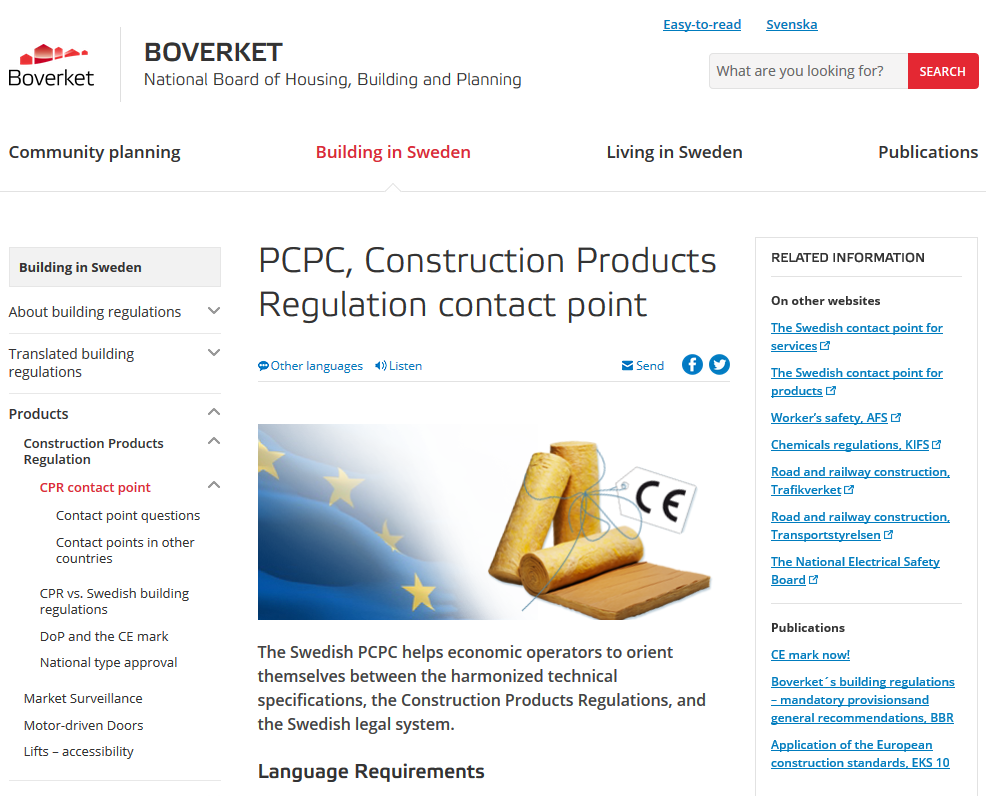 Easy-to-read Svenska
Boverket
BOVERKET
National Board of Housing, Building and Planning
What are you looking for? SEARCH
Community planning Building in Sweden Living in Sweden Publications
Building in Sweden
About building regulations
Translated building
regulations
Products
Construction Products
Regulation
CPR contact point
Contact point questions
Contact points in other
countries
CPR vs. Swedish building
regulations
DoP and the CE mark
National type approval
Market Surveillance
Motor-driven Doors
Lifts – accessibility
PCPC, Construction Products
Regulation contact point
Other languages Listen Send
CE
The Swedish PCPC helps economic operators to orient
themselves between the harmonized technical
specifications, the Construction Products Regulations, and
the Swedish legal system.
Language Requirements
RELATED INFORMATION
On other websites
The Swedish contact point for
services
The Swedish contact point for
products
Worker's safety, AFS
Chemicals regulations, KIFS
Road and railway construction,
Trafikverket
Road and railway construction,
Transportstyrelsen
The National Electrical Safety
Board
Publications
CE mark now!
Boverket´s building regulations
– mandatory provisionsand
general recommendations, BBR
Application of the European
construction standards, EKS 10